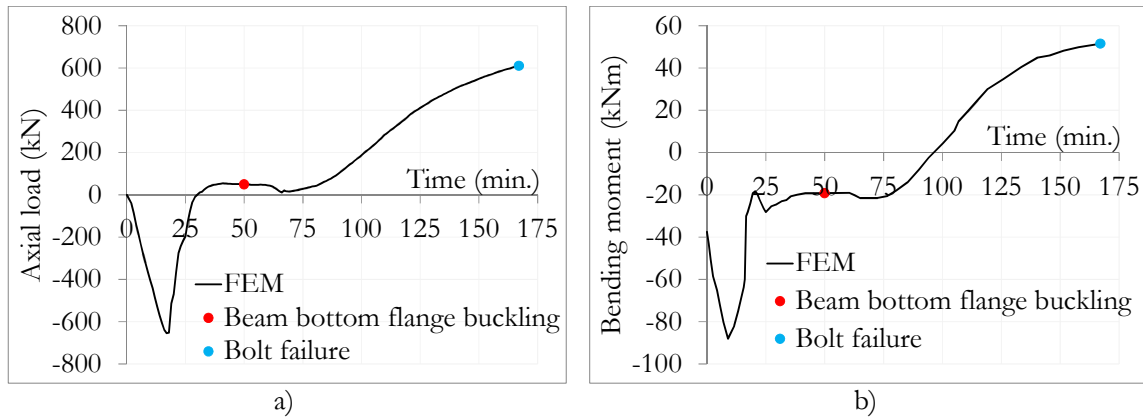 800
600
400
200
0
-200
-400
-600
-800
Axial load (kN)
0 25 50 75 100 125 150 175
Time (min.)
FEM
Beam bottom flange buckling
Bolt failure
a)
60
40
20
0
-20
-40
-60
-80
-100
Bending moment (kNm)
Time (min.)
0 25 50 75 100 125 150 175
FEM
Beam bottom flange buckling
Bolt failure
b)